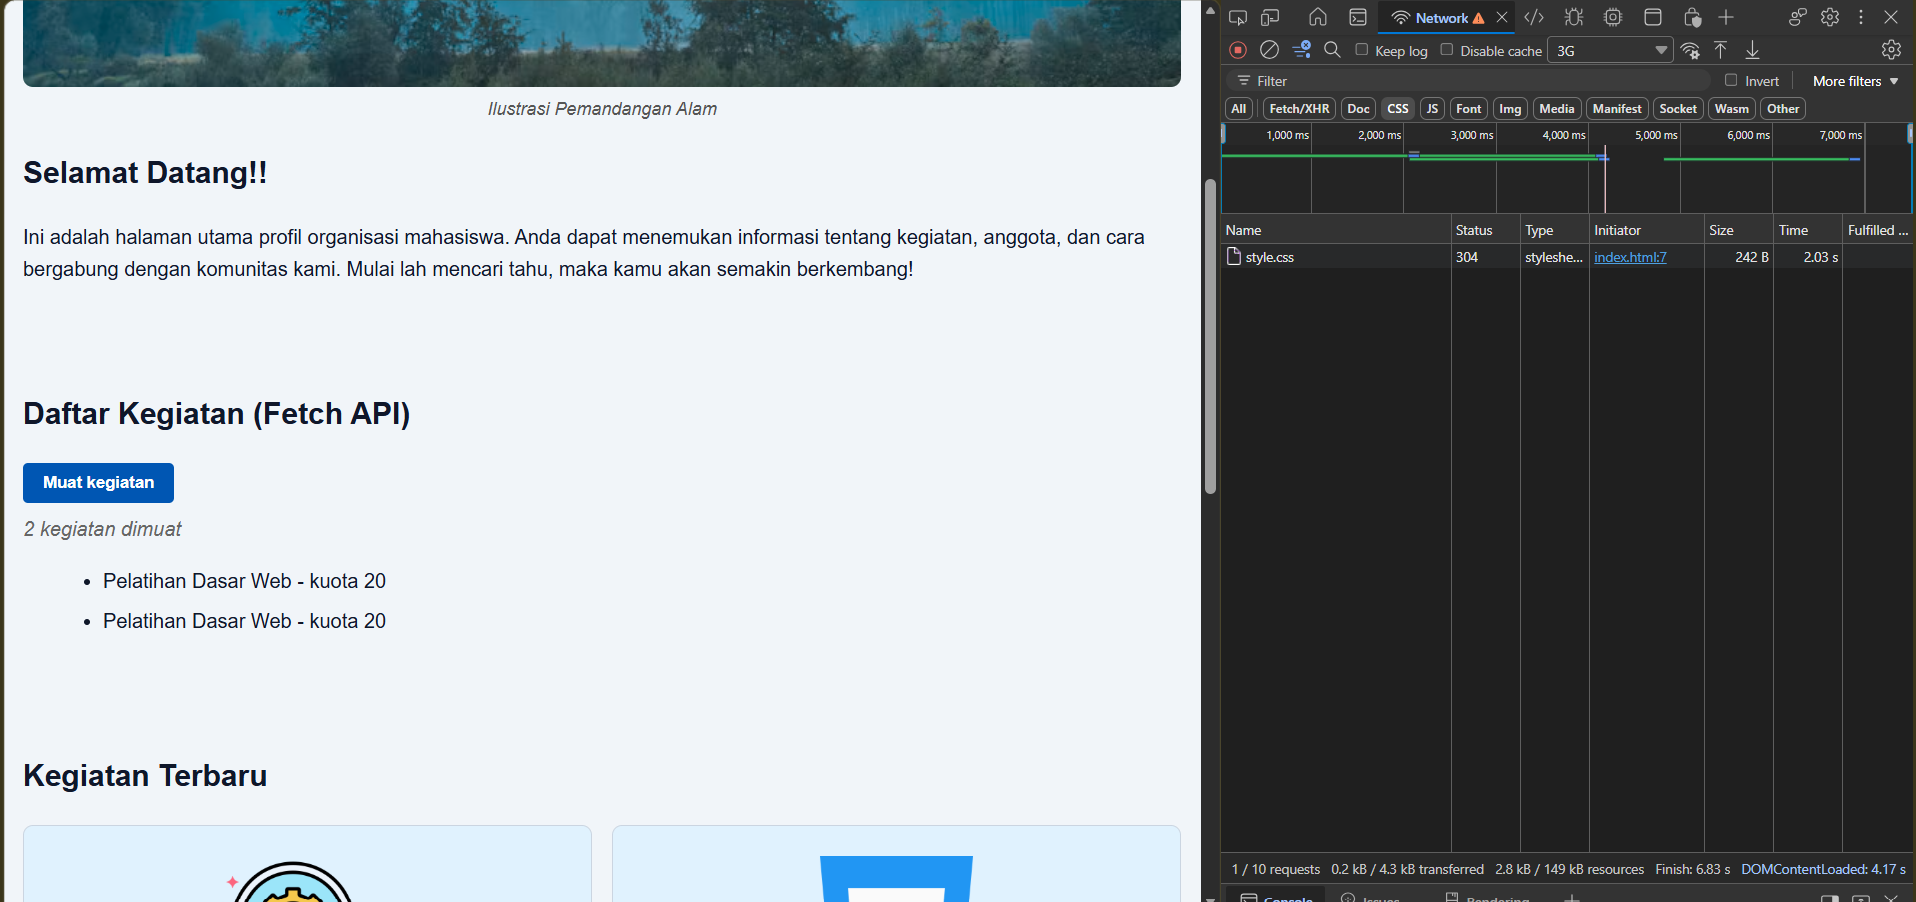 Ilustrasi Pemandangan Alam
Selamat Datang!!
Ini adalah halaman utama profil organisasi mahasiswa. Anda dapat menemukan informasi tentang kegiatan, anggota, dan cara
bergabung dengan komunitas kami. Mulai lah mencari tahu, maka kamu akan semakin berkembang!
Daftar Kegiatan (Fetch API)
Muat kegiatan
2 kegiatan dimuat
• Pelatihan Dasar Web - kuota 20
• Pelatihan Dasar Web - kuota 20
Kegiatan Terbaru
Network
Keep log Disable cache 3G
Filter Invert More filters
All Fetch/XHR Doc CSS JS Font Img Media Manifest Socket Wasm Other
1,000 ms 2,000 ms 3,000 ms 4,000 ms 5,000 ms 6,000 ms 7,000 ms
Name Status Type Initiator Size Time Fulfilled ...
style.css 304 styleshe... index.html:7 242 B 2.03 s
1 / 10 requests 0.2 kB / 4.3 kB transferred 2.8 kB / 149 kB resources Finish: 6.83 s DOMContentLoaded: 4.17 s
Console Issues Rendering